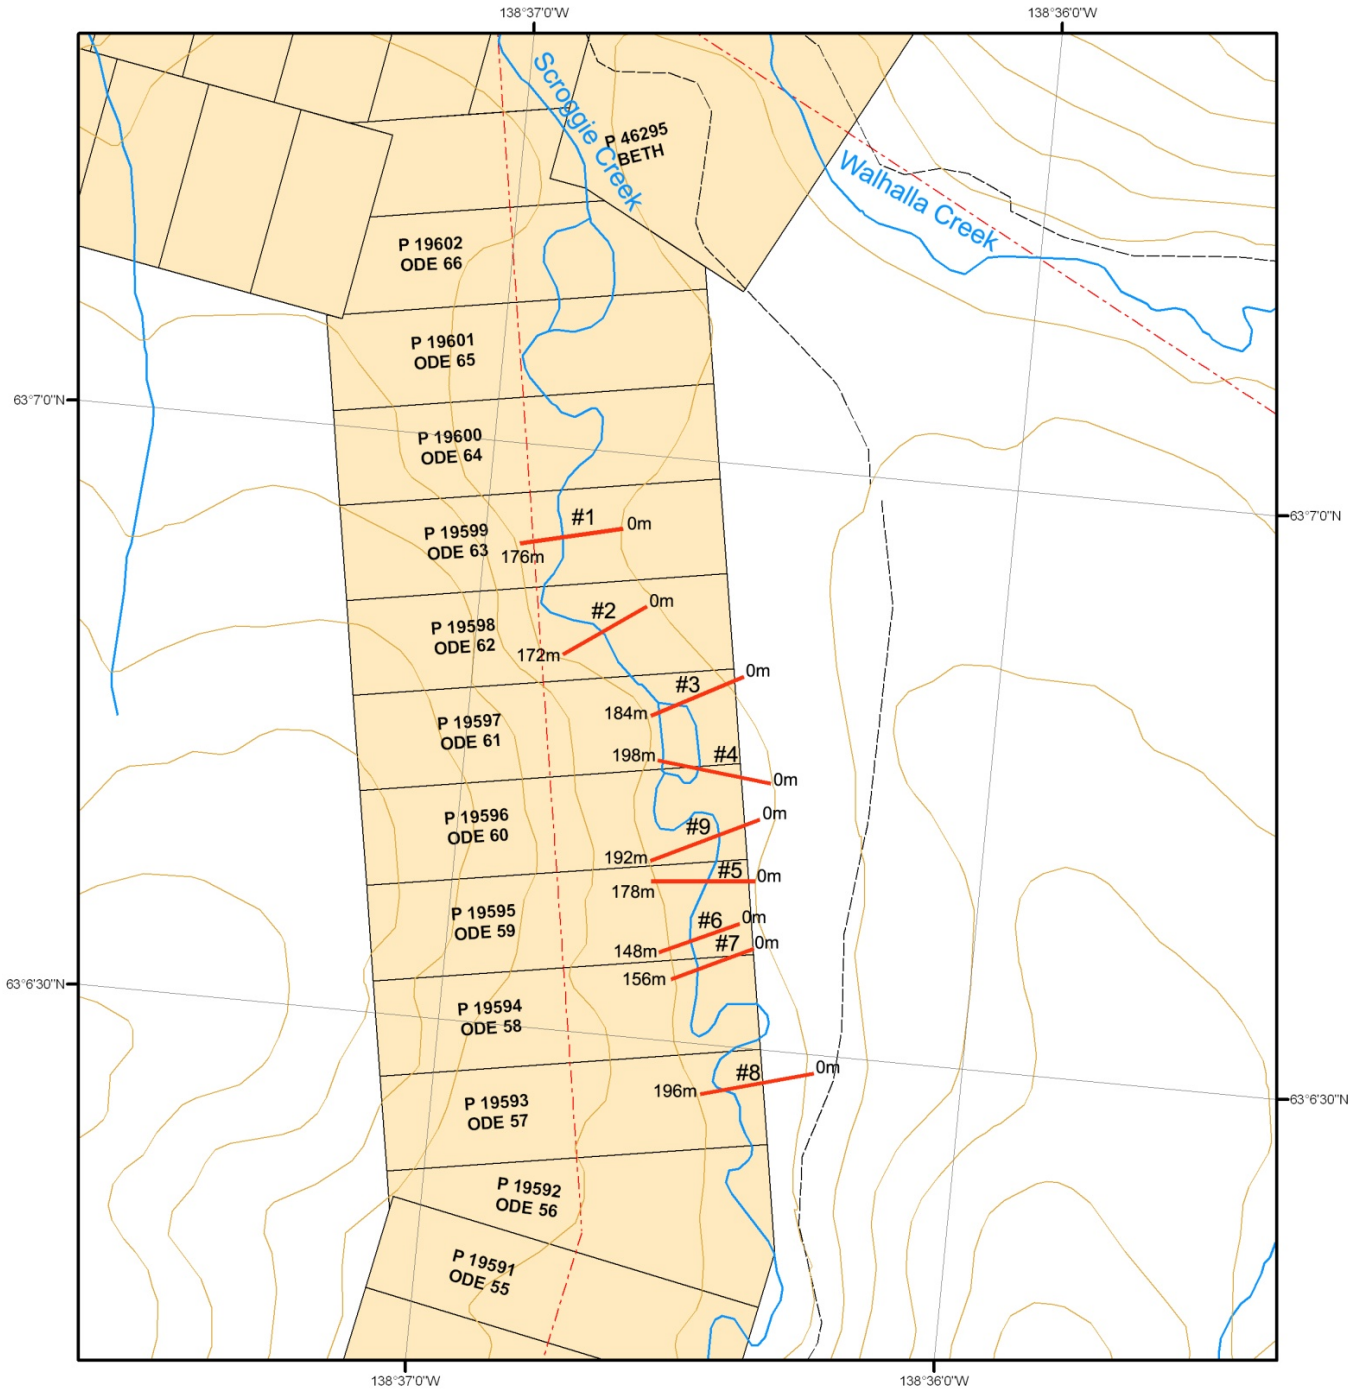 138°37'0"W
138°36'0"W
Scroggie Creek
P 46295
BETH
Walhalla Creek
P 19602
ODE 66
P 19601
ODE 65
63°7'0"N
P 19600
ODE 64
63°7'0"N
#1
0m
P 19599
ODE 63
176m
#2
0m
P 19598
ODE 62
172m
#3
0m
184m
P 19597
ODE 61
198m
#4
0m
P 19596
ODE 60
#9
0m
192m
#5
0m
178m
P 19595
ODE 59
#6
0m
148m
#7
0m
156m
63°6'30"N
P 19594
ODE 58
#8
0m
196m
63°6'30"N
P 19593
ODE 57
P 19592
ODE 56
P 19591
ODE 55
138°37'0"W
138°36'0"W